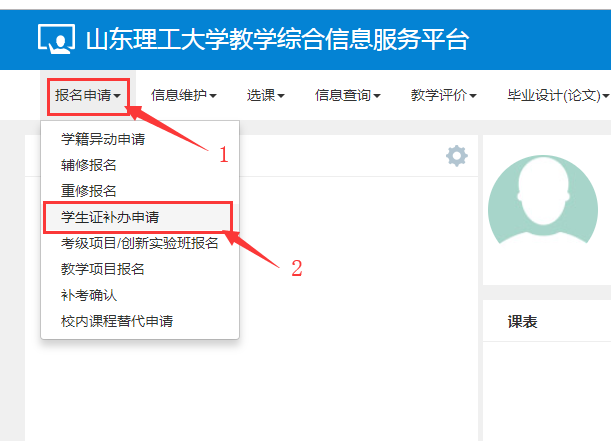 山东理工大学教学综合信息服务平台
报名申请 信息维护 选课 信息查询 教学评价 毕业设计(论文)
学籍异动申请
1
辅修报名
重修报名
学生证补办申请
考级项目/创新实验班报名
2
教学项目报名
补考确认
校内课程替代申请
课表